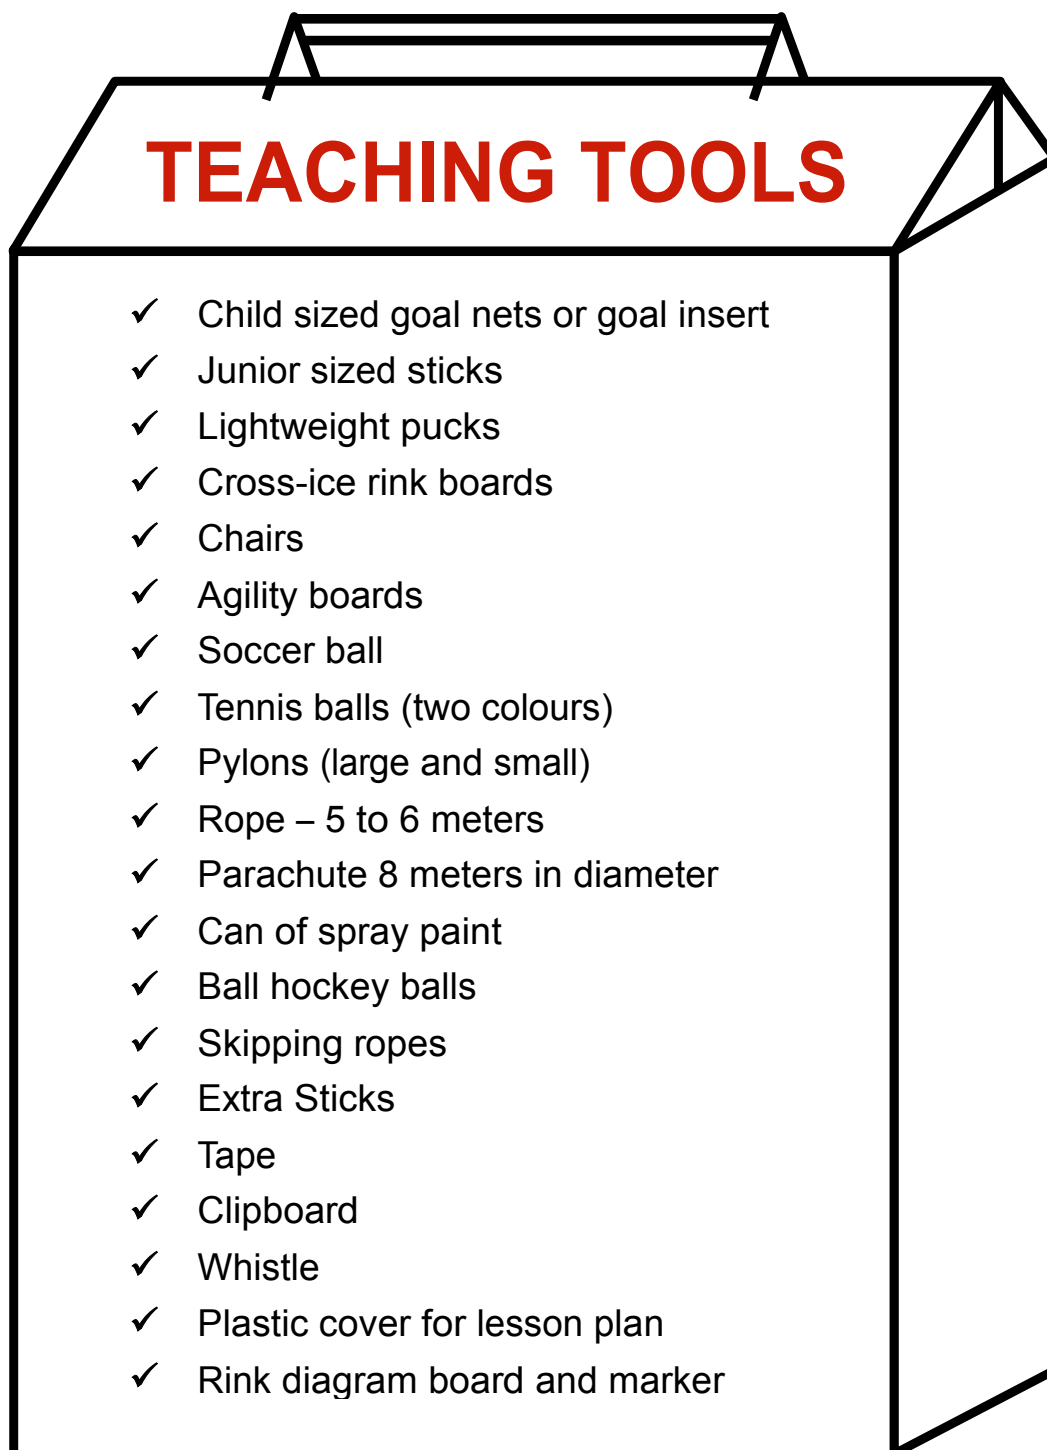 TEACHING TOOLS
✓ Child sized goal nets or goal insert
✓ Junior sized sticks
✓ Lightweight pucks
✓ Cross-ice rink boards
✓ Chairs
✓ Agility boards
✓ Soccer ball
✓ Tennis balls (two colours)
✓ Pylons (large and small)
✓ Rope – 5 to 6 meters
✓ Parachute 8 meters in diameter
✓ Can of spray paint
✓ Ball hockey balls
✓ Skipping ropes
✓ Extra Sticks
✓ Tape
✓ Clipboard
✓ Whistle
✓ Plastic cover for lesson plan
✓ Rink diagram board and marker